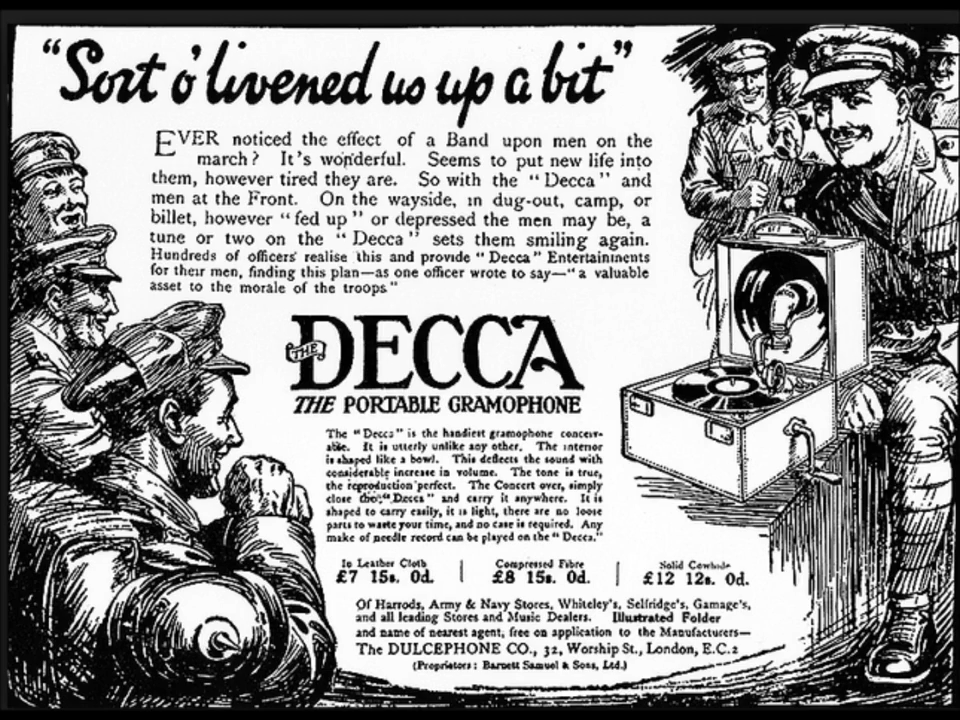 "Sort o' livened us up a bit"
EVER noticed the effect of a Band upon men on the
march? It's wonderful. Seems to put new life into
them, however tired they are. So with the "Decca" and
men at the Front. On the wayside, in dug-out, camp, or
billet, however "fed up" or depressed the men may be, a
tune or two on the "Decca" sets them smiling again.
Hundreds of officers realise this and provide "Decca" Entertainments
for their men, finding this plan—as one officer wrote to say—"a valuable
asset to the morale of the troops"
THE DECCA
THE PORTABLE GRAMOPHONE
The "Decca" is the handiest gramophone conceiv-
able. It is utterly unlike any other. The interior
is shaped like a bowl. This deflects the sound with
considerable increase in volume. The tone is true,
the reproduction perfect. The Concert over, simply
close the "Decca" and carry it anywhere. It is
shaped to carry easily, it is light, there are no loose
parts to waste your time, and no case is required. Any
make of needle record can be played on the "Decca."
In Leather Cloth
£7 15s. 0d.
Compressed Fibre
£8 15s. 0d.
Solid Cowhide
£12 12s. 0d.
Of Harrods, Army & Navy Stores, Whiteley's, Selfridge's, Gamage's,
and all leading Stores and Music Dealers. Illustrated Folder
and name of nearest agent, free on application to the Manufacturers—
The DULCEPHONE CO., 32, Worship St., London, E.C.2
(Proprietors: Barnett Samuel & Sons, Ltd.)